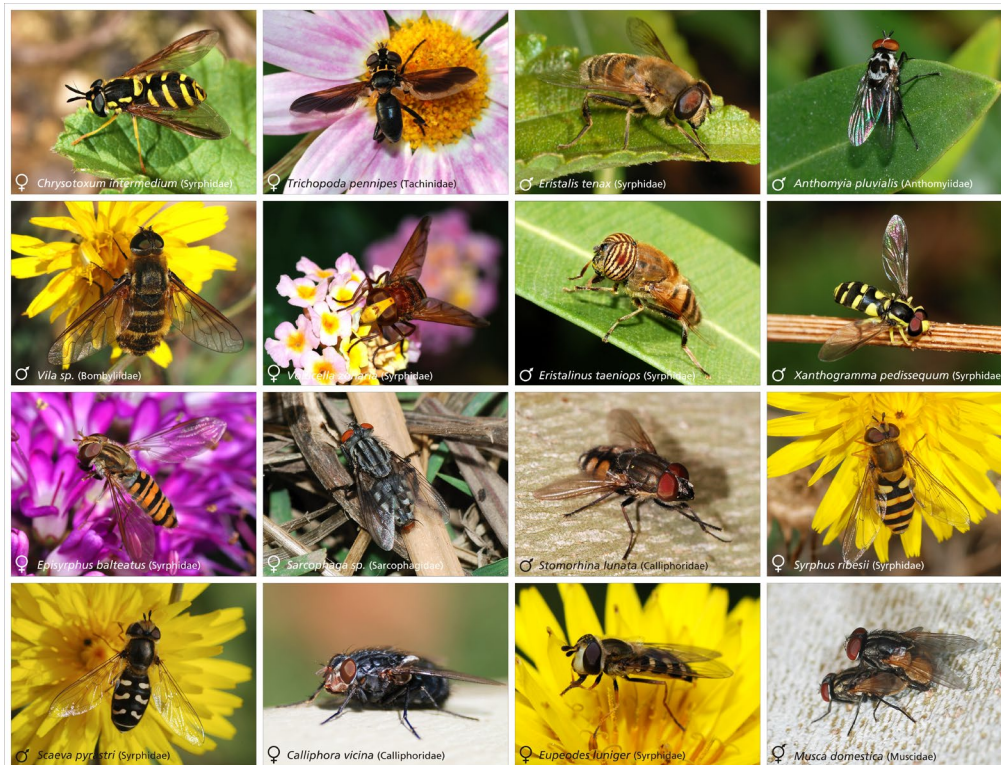 ♀ Chrysotoxum intermedium (Syrphidae)
♀ Trichopoda pennipes (Tachinidae)
♂ Eristalis tenax (Syrphidae)
♂ Anthomyia pluvialis (Anthomyiidae)
♂ Vila sp. (Bombyliidae)
♀ Volucella zonaria (Syrphidae)
♂ Eristalinus taeniops (Syrphidae)
♂ Xanthogramma pedissequum (Syrphidae)
♀ Episyrphus balteatus (Syrphidae)
♀ Sarcophaga sp. (Sarcophagidae)
♂ Stomorhina lunata (Calliphoridae)
♀ Syrphus ribesii (Syrphidae)
♂ Scaeva pyrastri (Syrphidae)
♀ Calliphora vicina (Calliphoridae)
♀ Eupeodes luniger (Syrphidae)
⚥ Musca domestica (Muscidae)